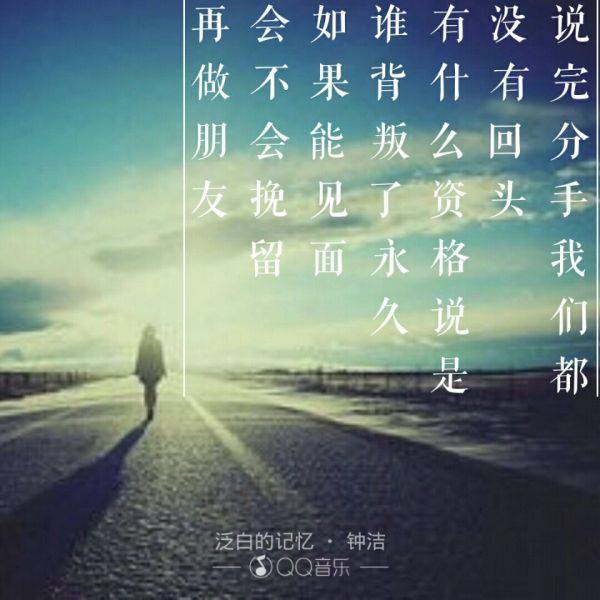 说完分手我们都
没有回头
有什么资格说是
谁背叛了永久
如果能见面
会不会挽留
再做朋友
泛白的记忆 · 钟洁
QQ音乐